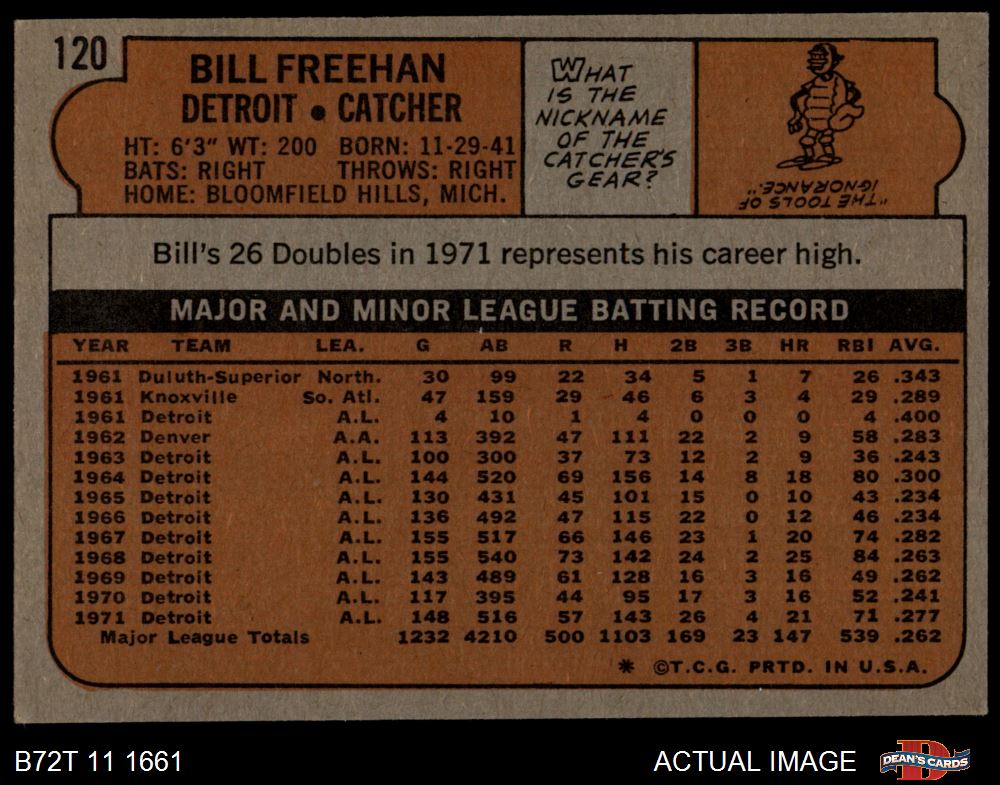 120
BILL FREEHAN
DETROIT • CATCHER
HT: 6'3" WT: 200 BORN: 11-29-41
BATS: RIGHT THROWS: RIGHT
HOME: BLOOMFIELD HILLS, MICH.
WHAT
IS THE
NICKNAME
OF THE
CATCHER'S
GEAR?
"THE TOOLS OF
IGNORANCE."
Bill's 26 Doubles in 1971 represents his career high.
MAJOR AND MINOR LEAGUE BATTING RECORD
YEAR TEAM LEA. G AB R H 2B 3B HR RBI AVG.
1961 Duluth-Superior North. 30 99 22 34 5 1 7 26 .343
1961 Knoxville So. Atl. 47 159 29 46 6 3 4 29 .289
1961 Detroit A.L. 4 10 1 4 0 0 0 4 .400
1962 Denver A.A. 113 392 47 111 22 2 9 58 .283
1963 Detroit A.L. 100 300 37 73 12 2 9 36 .243
1964 Detroit A.L. 144 520 69 156 14 8 18 80 .300
1965 Detroit A.L. 130 431 45 101 15 0 10 43 .234
1966 Detroit A.L. 136 492 47 115 22 0 12 46 .234
1967 Detroit A.L. 155 517 66 146 23 1 20 74 .282
1968 Detroit A.L. 155 540 73 142 24 2 25 84 .263
1969 Detroit A.L. 143 489 61 128 16 3 16 49 .262
1970 Detroit A.L. 117 395 44 95 17 3 16 52 .241
1971 Detroit A.L. 148 516 57 143 26 4 21 71 .277
Major League Totals 1232 4210 500 1103 169 23 147 539 .262
* ©T.C.G. PRTD. IN U.S.A.
B72T 11 1661
ACTUAL IMAGE
D
DEAN'S CARDS